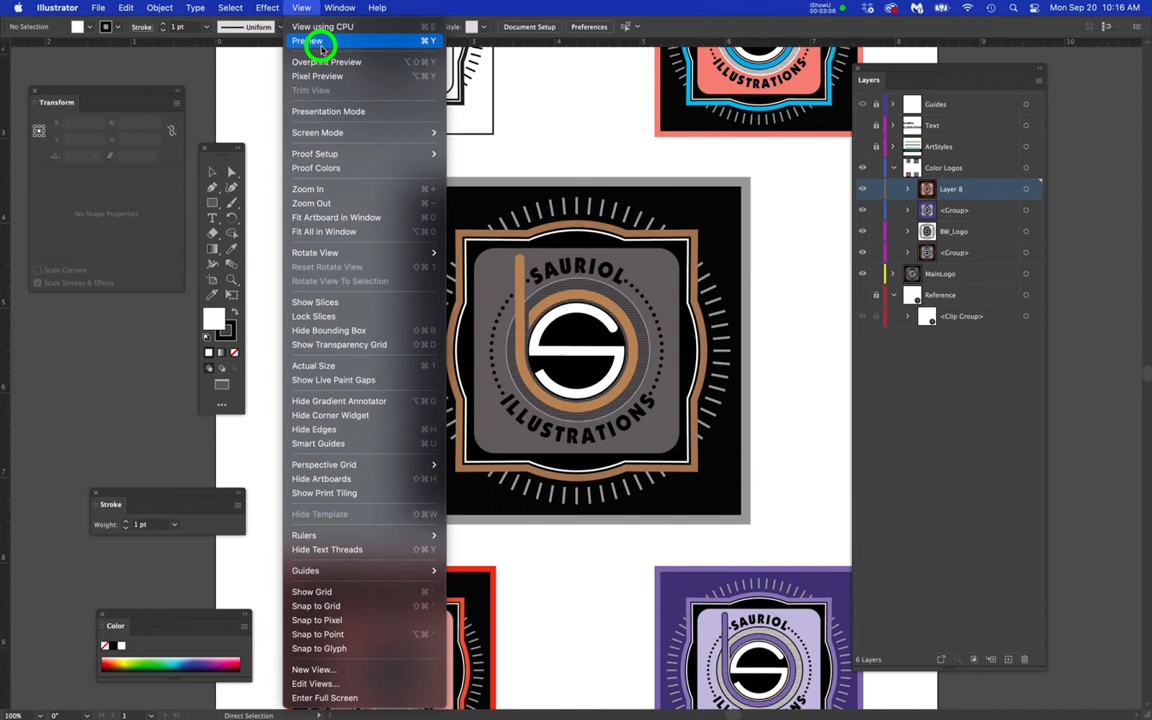 Illustrator File Edit Object Type Select Effect View Window Help
iShowU
00:03:06
Mon Sep 20 10:16 AM
No Selection
Stroke:
1 pt
Uniform
Style:
Document Setup
Preferences
View using CPU ⌘ E
Preview ⌘ Y
Overprint Preview ⌥⇧⌘ Y
Pixel Preview ⌥⌘ Y
Trim View
Presentation Mode
Screen Mode
Proof Setup
Proof Colors
Zoom In ⌘ +
Zoom Out ⌘ −
Fit Artboard in Window ⌘ 0
Fit All in Window ⌥⌘ 0
Rotate View
Reset Rotate View ⇧⌘ 1
Rotate View To Selection
Show Slices
Lock Slices
Hide Bounding Box ⇧⌘ B
Show Transparency Grid ⇧⌘ D
Actual Size ⌘ 1
Show Live Paint Gaps
Hide Gradient Annotator ⌥⌘ G
Hide Corner Widget
Hide Edges ⌘ H
Smart Guides ⌘ U
Perspective Grid
Hide Artboards ⇧⌘ H
Show Print Tiling
Hide Template ⇧⌘ W
Rulers
Hide Text Threads ⇧⌘ Y
Guides
Show Grid ⌘ '
Snap to Grid ⇧⌘ '
Snap to Pixel
Snap to Point ⌥⌘ '
Snap to Glyph
New View...
Edit Views...
Enter Full Screen
Transform
X:
W:
Y:
H:
No Shape Properties
Scale Corners
Scale Strokes & Effects
Stroke
Weight:
1 pt
Color
ILLUSTRATIONS
SAURIOL
bS
ILLUSTRATIONS
SAURIOL
Layers
Guides
Text
ArtStyles
Color Logos
Layer 8
<Group>
BW_Logo
<Group>
MainLogo
Reference
<Clip Group>
6 Layers
100%
0°
1
Direct Selection